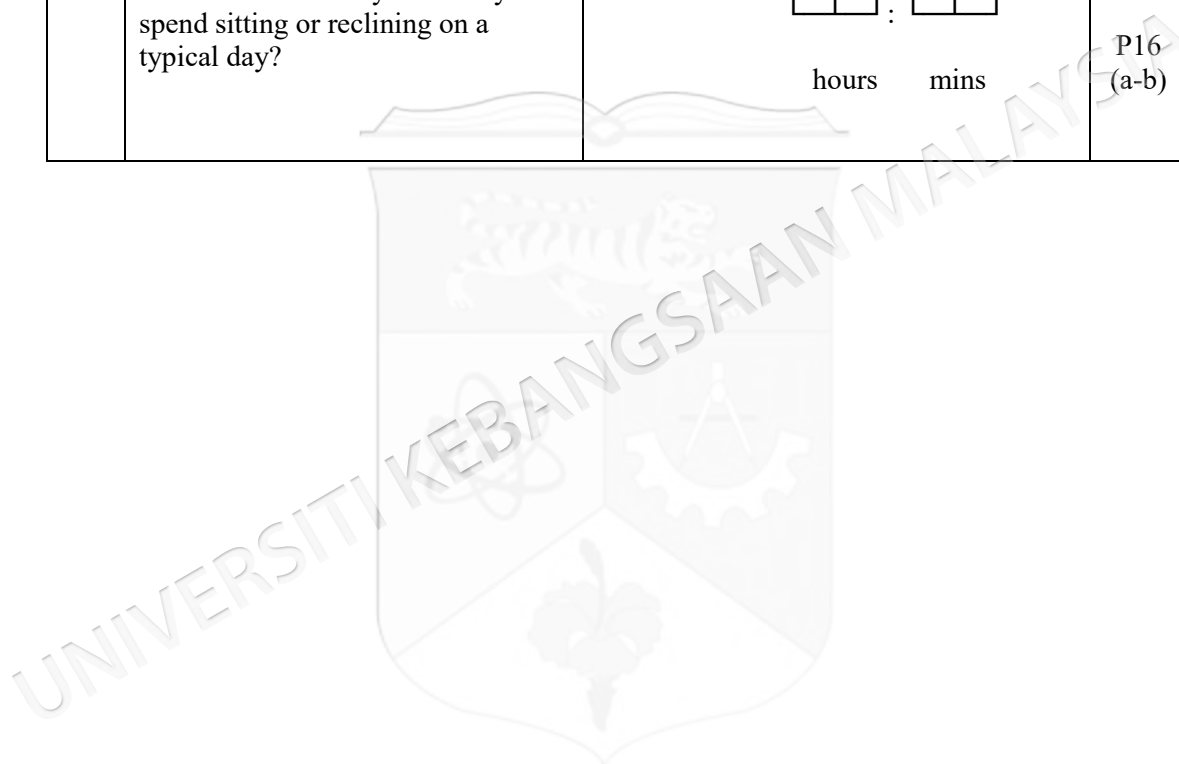 spend sitting or reclining on a
typical day?
:
hours mins
P16
(a-b)
UNIVERSITI KEBANGSAAN MALAYSIA